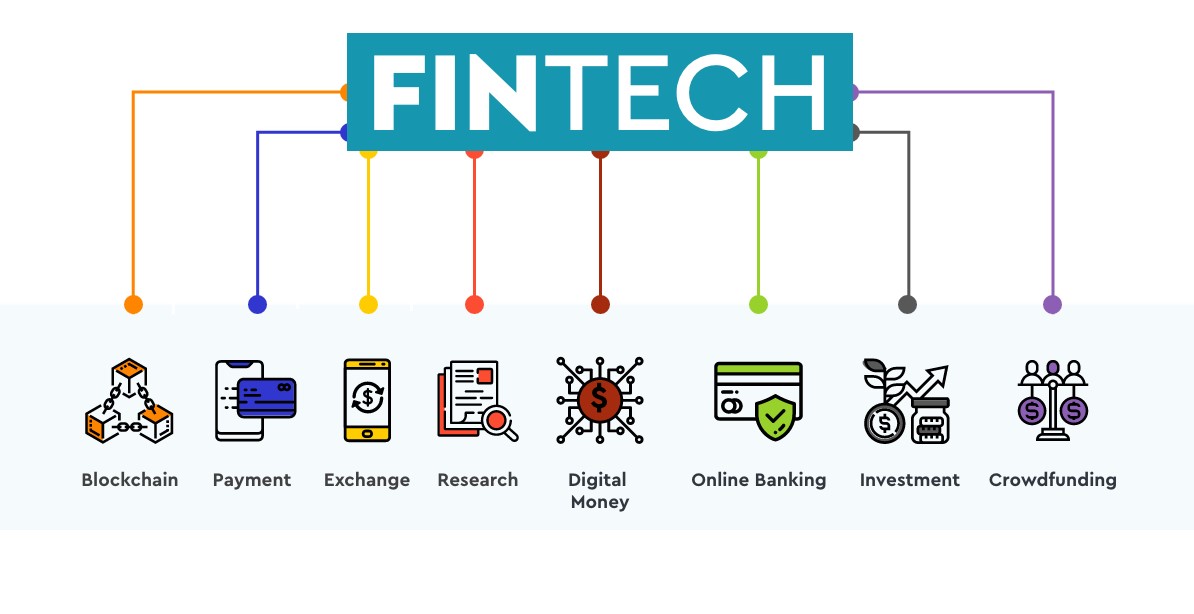 FINTECH
Blockchain
Payment
Exchange
Research
Digital
Money
Online Banking
Investment
Crowdfunding